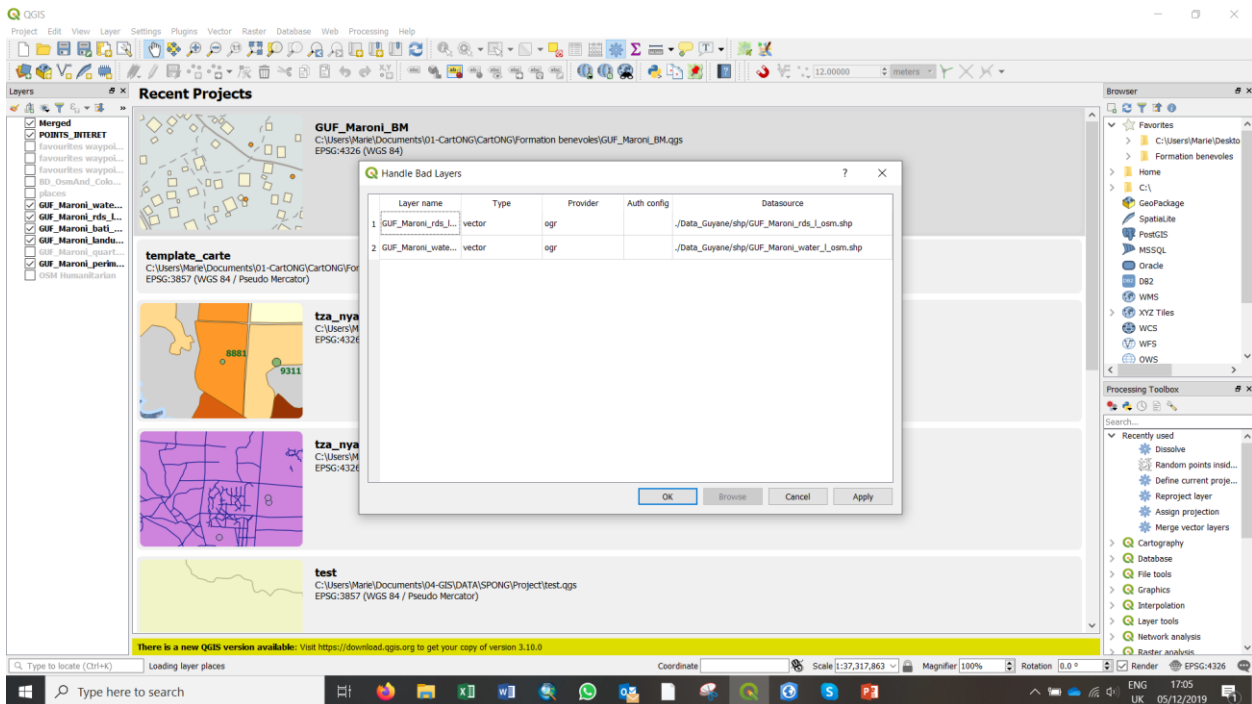 QGIS
Project Edit View Layer Settings Plugins Vector Raster Database Web Processing Help
12.00000 meters
Layers
Merged
POINTS_INTERET
favourites waypoi...
favourites waypoi...
favourites waypoi...
BD_OsmAnd_Colo...
places
GUF_Maroni_wate...
GUF_Maroni_rds_l...
GUF_Maroni_bati_...
GUF_Maroni_landu...
GUF_Maroni_quart...
GUF_Maroni_perim...
OSM Humanitarian
Recent Projects
GUF_Maroni_BM
C:\Users\Marie\Documents\01-CartONG\CartONG\Formation benevoles\GUF_Maroni_BM.qgs
EPSG:4326 (WGS 84)
template_carte
C:\Users\Marie\Documents\01-CartONG\CartONG\For
EPSG:3857 (WGS 84 / Pseudo Mercator)
8881
9311
tza_nya
C:\Users\M
EPSG:4326
tza_nya
C:\Users\M
EPSG:4326
test
C:\Users\Marie\Documents\04-GIS\DATA\SPONG\Project\test.qgs
EPSG:3857 (WGS 84 / Pseudo Mercator)
There is a new QGIS version available: Visit https://download.qgis.org to get your copy of version 3.10.0
Handle Bad Layers ? ×
Layer name Type Provider Auth config Datasource
1 GUF_Maroni_rds_l... vector ogr ./Data_Guyane/shp/GUF_Maroni_rds_l_osm.shp
2 GUF_Maroni_wate... vector ogr ./Data_Guyane/shp/GUF_Maroni_water_l_osm.shp
OK Browse Cancel Apply
Browser
Favorites
C:\Users\Marie\Deskto
Formation benevoles
Home
C:\
GeoPackage
SpatiaLite
PostGIS
MSSQL
Oracle
DB2
WMS
XYZ Tiles
WCS
WFS
OWS
Processing Toolbox
Search...
Recently used
Dissolve
Random points insid...
Define current proje...
Reproject layer
Assign projection
Merge vector layers
Cartography
Database
File tools
Graphics
Interpolation
Layer tools
Network analysis
Raster analysis
Type to locate (Ctrl+K) Loading layer places Coordinate Scale 1:37,317,863 Magnifier 100% Rotation 0.0 ° Render EPSG:4326
Type here to search
ENG 17:05
UK 05/12/2019